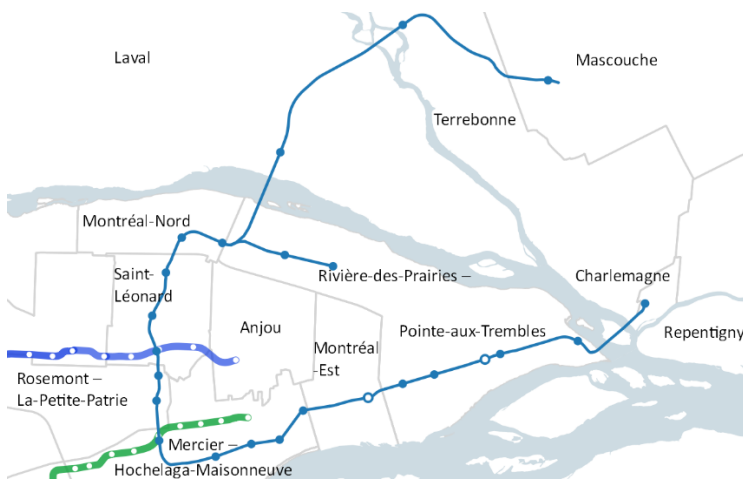 Laval
Mascouche
Terrebonne
Montréal-Nord
Saint-
Léonard
Rivière-des-Prairies –
Charlemagne
Anjou
Pointe-aux-Trembles
Repentigny
Montréal
-Est
Rosemont –
La-Petite-Patrie
Mercier –
Hochelaga-Maisonneuve